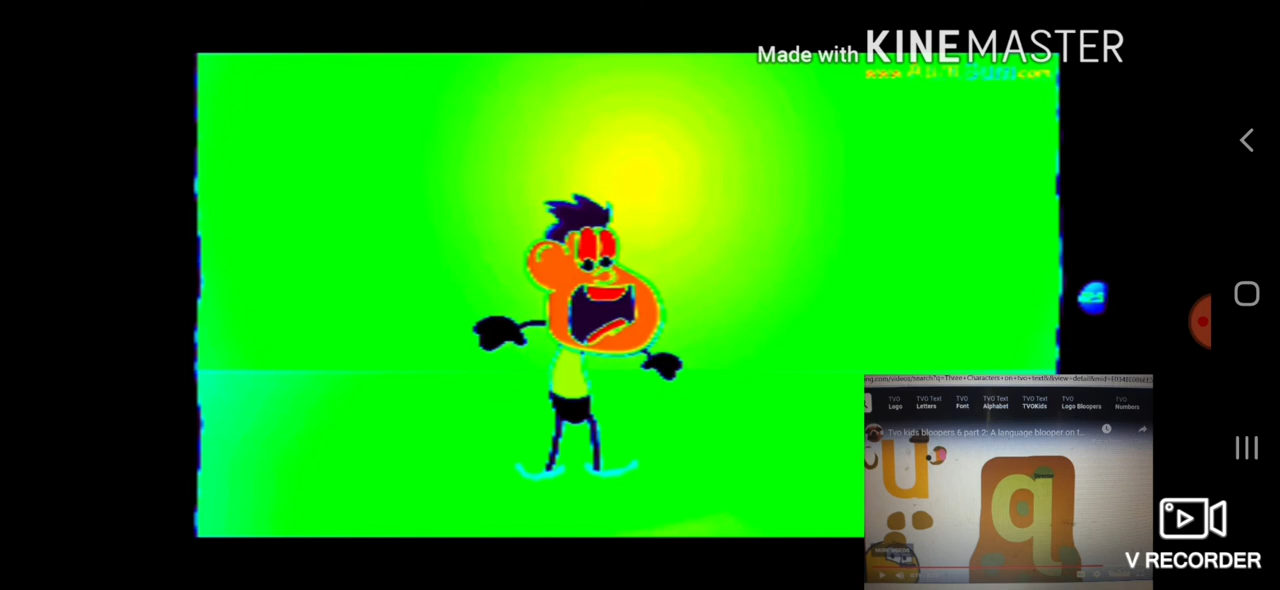 Made with KINEMASTER
TVO TVO Text TVO TVO Text TVO Text TVO TVO
Logo Letters Font Alphabet TVOKids Logo Bloopers Numbers
Tvo kids bloopers 6 part 2: A language blooper on t...
u
q
V RECORDER